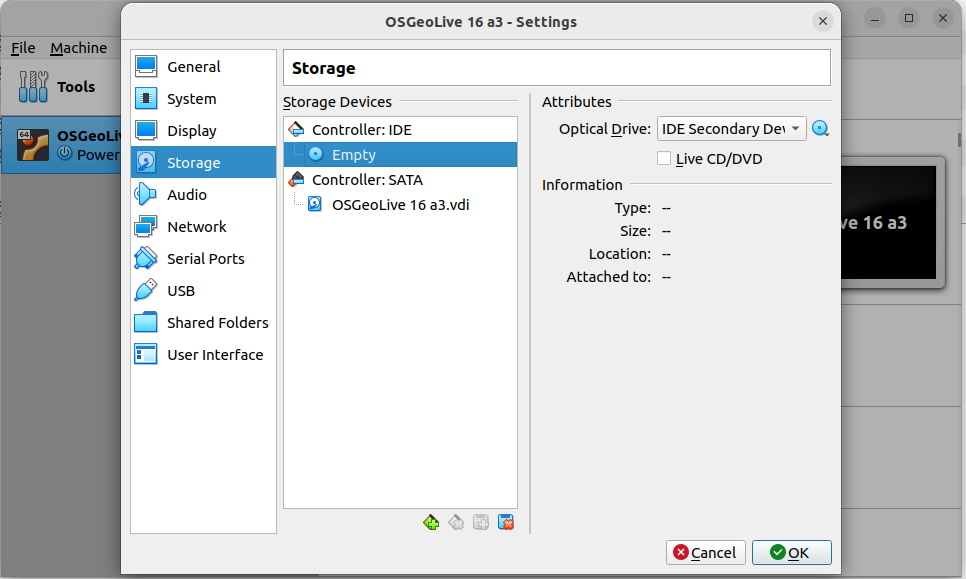 OSGeoLive 16 a3 - Settings
File Machine
Tools
64
OSGeoLiv
Power
General
System
Display
Storage
Audio
Network
Serial Ports
USB
Shared Folders
User Interface
Storage
Storage Devices
Controller: IDE
Empty
Controller: SATA
OSGeoLive 16 a3.vdi
Attributes
Optical Drive: IDE Secondary Dev
Live CD/DVD
Information
Type: --
Size: --
Location: --
Attached to: --
ve 16 a3
Cancel
OK